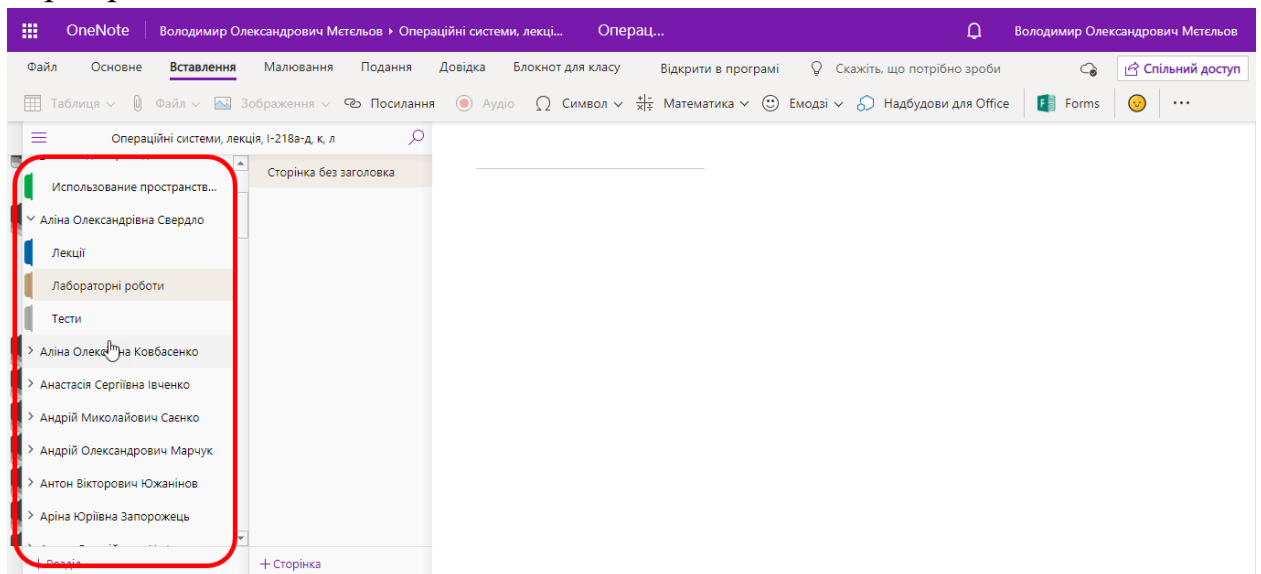 OneNote Володимир Олександрович Мєтєльов › Операційні системи, лекці... Операц... Володимир Олександрович Мєтєльов
Файл Основне Вставлення Малювання Подання Довідка Блокнот для класу Відкрити в програмі Скажіть, що потрібно зроби Спільний доступ
Таблиця Файл Зображення Посилання Аудіо Символ Математика Емодзі Надбудови для Office Forms ...
Операційні системи, лекція, І-218а-д, к, л
Сторінка без заголовка
Использование пространств...
Аліна Олександрівна Свердло
Лекції
Лабораторні роботи
Тести
Аліна Ковбасенко
Анастасія Сергіївна Івченко
Андрій Миколайович Саєнко
Андрій Олександрович Марчук
Антон Вікторович Южанінов
Аріна Юріївна Запорожець
+ Сторінка